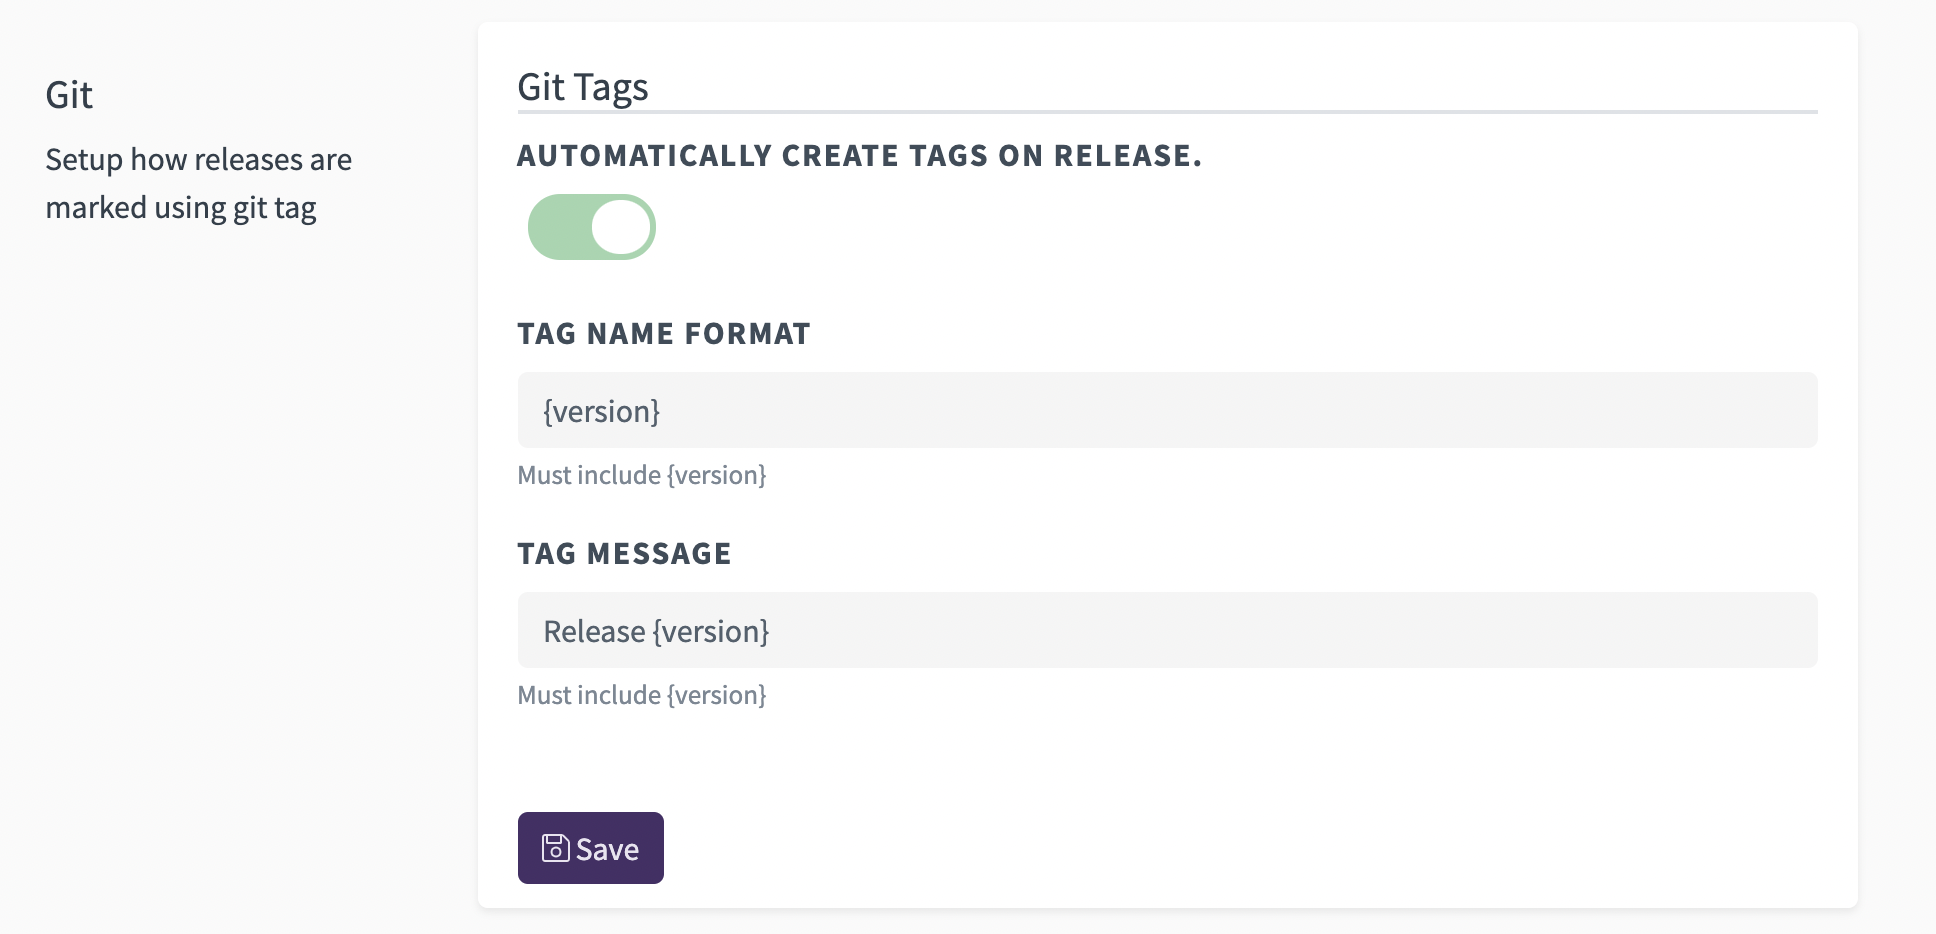 Git
Setup how releases are
marked using git tag
Git Tags
AUTOMATICALLY CREATE TAGS ON RELEASE.
TAG NAME FORMAT
{version}
Must include {version}
TAG MESSAGE
Release {version}
Must include {version}
Save